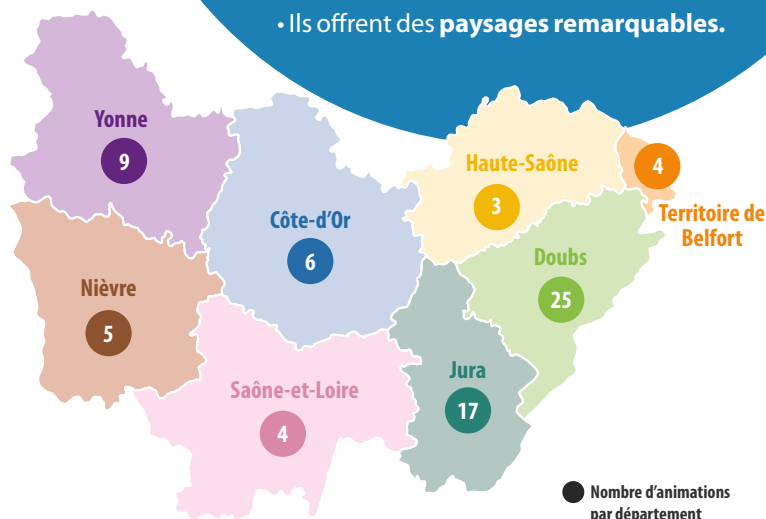 • Ils offrent des paysages remarquables.
Yonne
9
Haute-Saône
3
4
Territoire de
Belfort
Côte-d'Or
6
Doubs
25
Nièvre
5
Jura
17
Saône-et-Loire
4
Nombre d'animations
par département